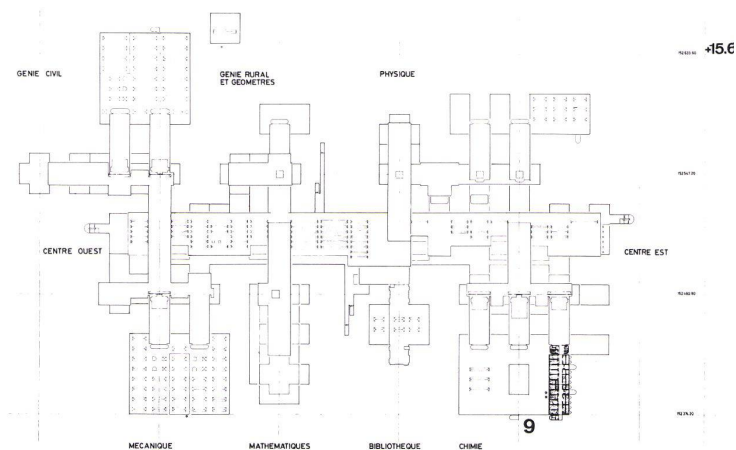 +15.6
GENIE CIVIL
GENIE RURAL
ET GEOMETRES
PHYSIQUE
CENTRE OUEST
CENTRE EST
9
MECANIQUE
MATHEMATIQUES
BIBLIOTHEQUE
CHIMIE